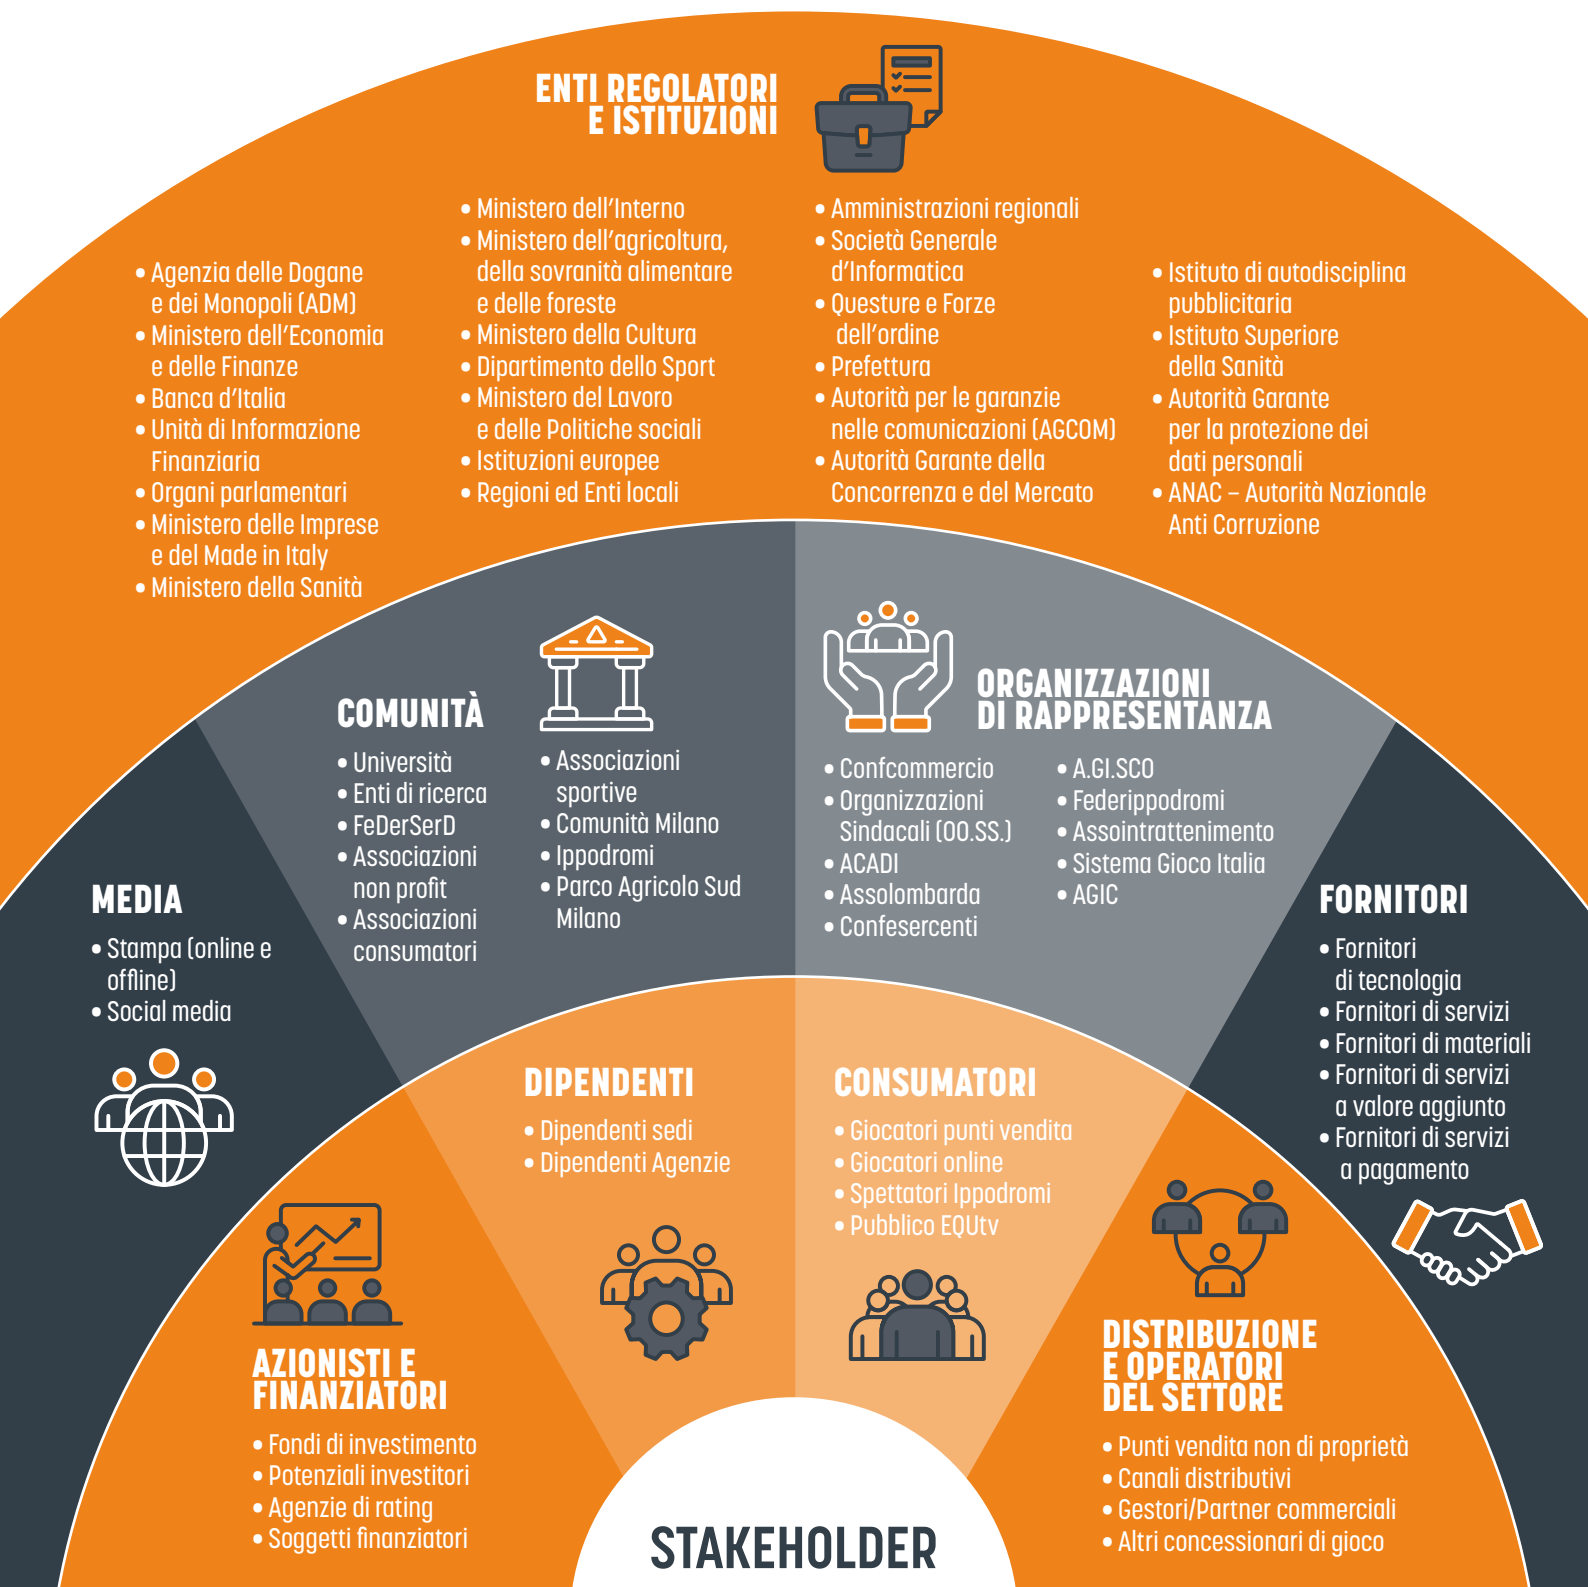 ENTI REGOLATORI
E ISTITUZIONI
• Agenzia delle Dogane
e dei Monopoli (ADM)
• Ministero dell'Economia
e delle Finanze
• Banca d'Italia
• Unità di Informazione
Finanziaria
• Organi parlamentari
• Ministero delle Imprese
e del Made in Italy
• Ministero della Sanità
• Ministero dell'Interno
• Ministero dell'agricoltura,
della sovranità alimentare
e delle foreste
• Ministero della Cultura
• Dipartimento dello Sport
• Ministero del Lavoro
e delle Politiche sociali
• Istituzioni europee
• Regioni ed Enti locali
• Amministrazioni regionali
• Società Generale
d'Informatica
• Questure e Forze
dell'ordine
• Prefettura
• Autorità per le garanzie
nelle comunicazioni (AGCOM)
• Autorità Garante della
Concorrenza e del Mercato
• Istituto di autodisciplina
pubblicitaria
• Istituto Superiore
della Sanità
• Autorità Garante
per la protezione dei
dati personali
• ANAC – Autorità Nazionale
Anti Corruzione
COMUNITÀ
• Università
• Enti di ricerca
• FeDerSerD
• Associazioni
non profit
• Associazioni
consumatori
• Associazioni
sportive
• Comunità Milano
• Ippodromi
• Parco Agricolo Sud
Milano
ORGANIZZAZIONI
DI RAPPRESENTANZA
• Confcommercio
• Organizzazioni
Sindacali (OO.SS.)
• ACADI
• Assolombarda
• Confesercenti
• A.GI.SCO
• Federippodromi
• Assointrattenimento
• Sistema Gioco Italia
• AGIC
MEDIA
• Stampa (online e
offline)
• Social media
FORNITORI
• Fornitori
di tecnologia
• Fornitori di servizi
• Fornitori di materiali
• Fornitori di servizi
a valore aggiunto
• Fornitori di servizi
a pagamento
DIPENDENTI
• Dipendenti sedi
• Dipendenti Agenzie
CONSUMATORI
• Giocatori punti vendita
• Giocatori online
• Spettatori Ippodromi
• Pubblico EQUtv
AZIONISTI E
FINANZIATORI
• Fondi di investimento
• Potenziali investitori
• Agenzie di rating
• Soggetti finanziatori
DISTRIBUZIONE
E OPERATORI
DEL SETTORE
• Punti vendita non di proprietà
• Canali distributivi
• Gestori/Partner commerciali
• Altri concessionari di gioco
STAKEHOLDER